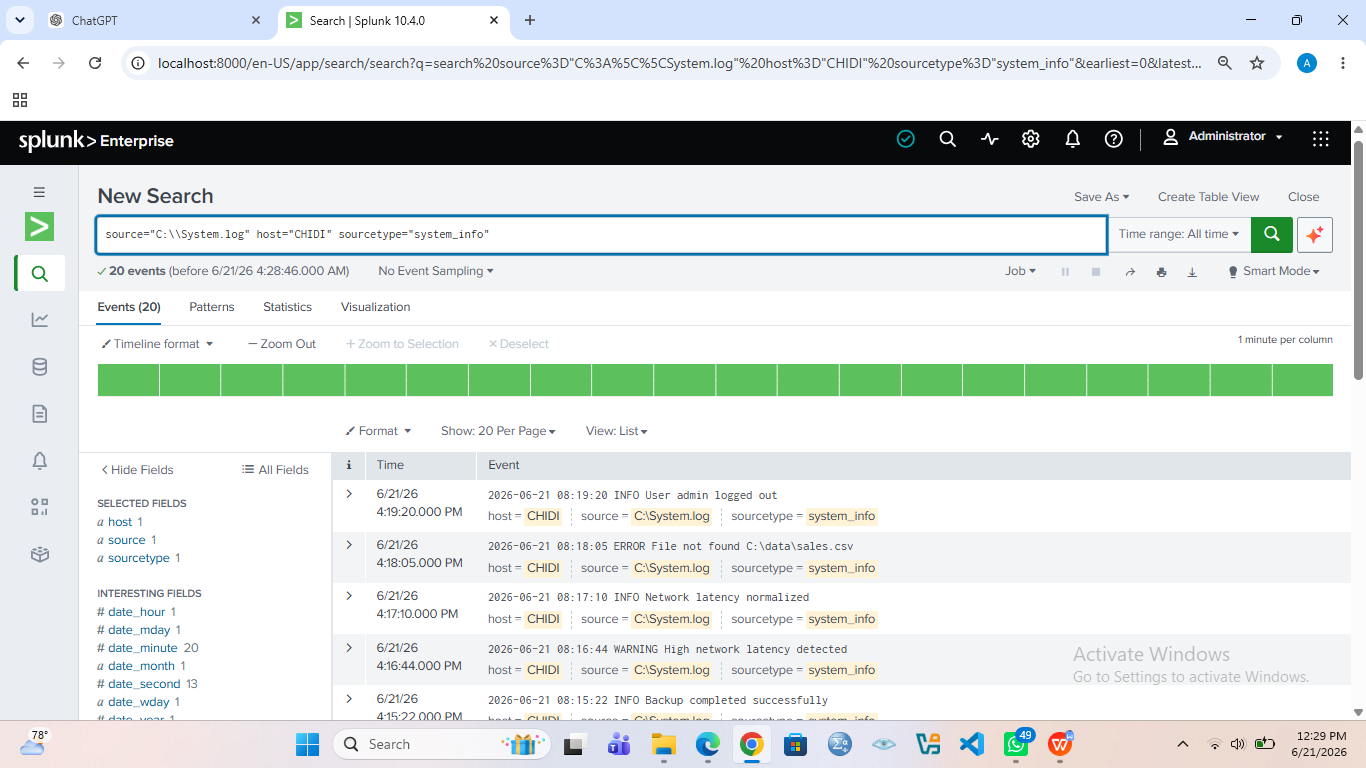 ChatGPT
Search | Splunk 10.4.0
localhost:8000/en-US/app/search/search?q=search%20source%3D"C%3A%5C%5CSystem.log"%20host%3D"CHIDI"%20sourcetype%3D"system_info"&earliest=0&latest...
A
splunk>Enterprise
Administrator
New Search
Save As
Create Table View
Close
source="C:\\System.log" host="CHIDI" sourcetype="system_info"
Time range: All time
20 events (before 6/21/26 4:28:46.000 AM)
No Event Sampling
Job
Smart Mode
Events (20)
Patterns
Statistics
Visualization
Timeline format
— Zoom Out
+ Zoom to Selection
× Deselect
1 minute per column
Format
Show: 20 Per Page
View: List
< Hide Fields
All Fields
i
Time
Event
SELECTED FIELDS
a host 1
a source 1
a sourcetype 1
INTERESTING FIELDS
# date_hour 1
# date_mday 1
# date_minute 20
a date_month 1
# date_second 13
a date_wday 1
# date_year 1
6/21/26
4:19:20.000 PM
2026-06-21 08:19:20 INFO User admin logged out
host = CHIDI source = C:\System.log sourcetype = system_info
6/21/26
4:18:05.000 PM
2026-06-21 08:18:05 ERROR File not found C:\data\sales.csv
host = CHIDI source = C:\System.log sourcetype = system_info
6/21/26
4:17:10.000 PM
2026-06-21 08:17:10 INFO Network latency normalized
host = CHIDI source = C:\System.log sourcetype = system_info
6/21/26
4:16:44.000 PM
2026-06-21 08:16:44 WARNING High network latency detected
host = CHIDI source = C:\System.log sourcetype = system_info
6/21/26
4:15:22.000 PM
2026-06-21 08:15:22 INFO Backup completed successfully
host = CHIDI source = C:\System.log sourcetype = system_info
Activate Windows
Go to Settings to activate Windows.
78°
Search
49
12:29 PM
6/21/2026